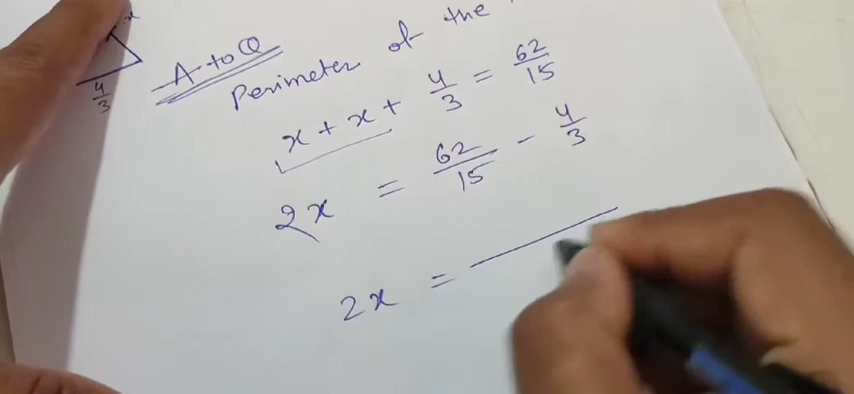 x
4/3
A to Q
Perimeter of the
x + x + 4/3 = 62/15
2x = 62/15 - 4/3
2x =